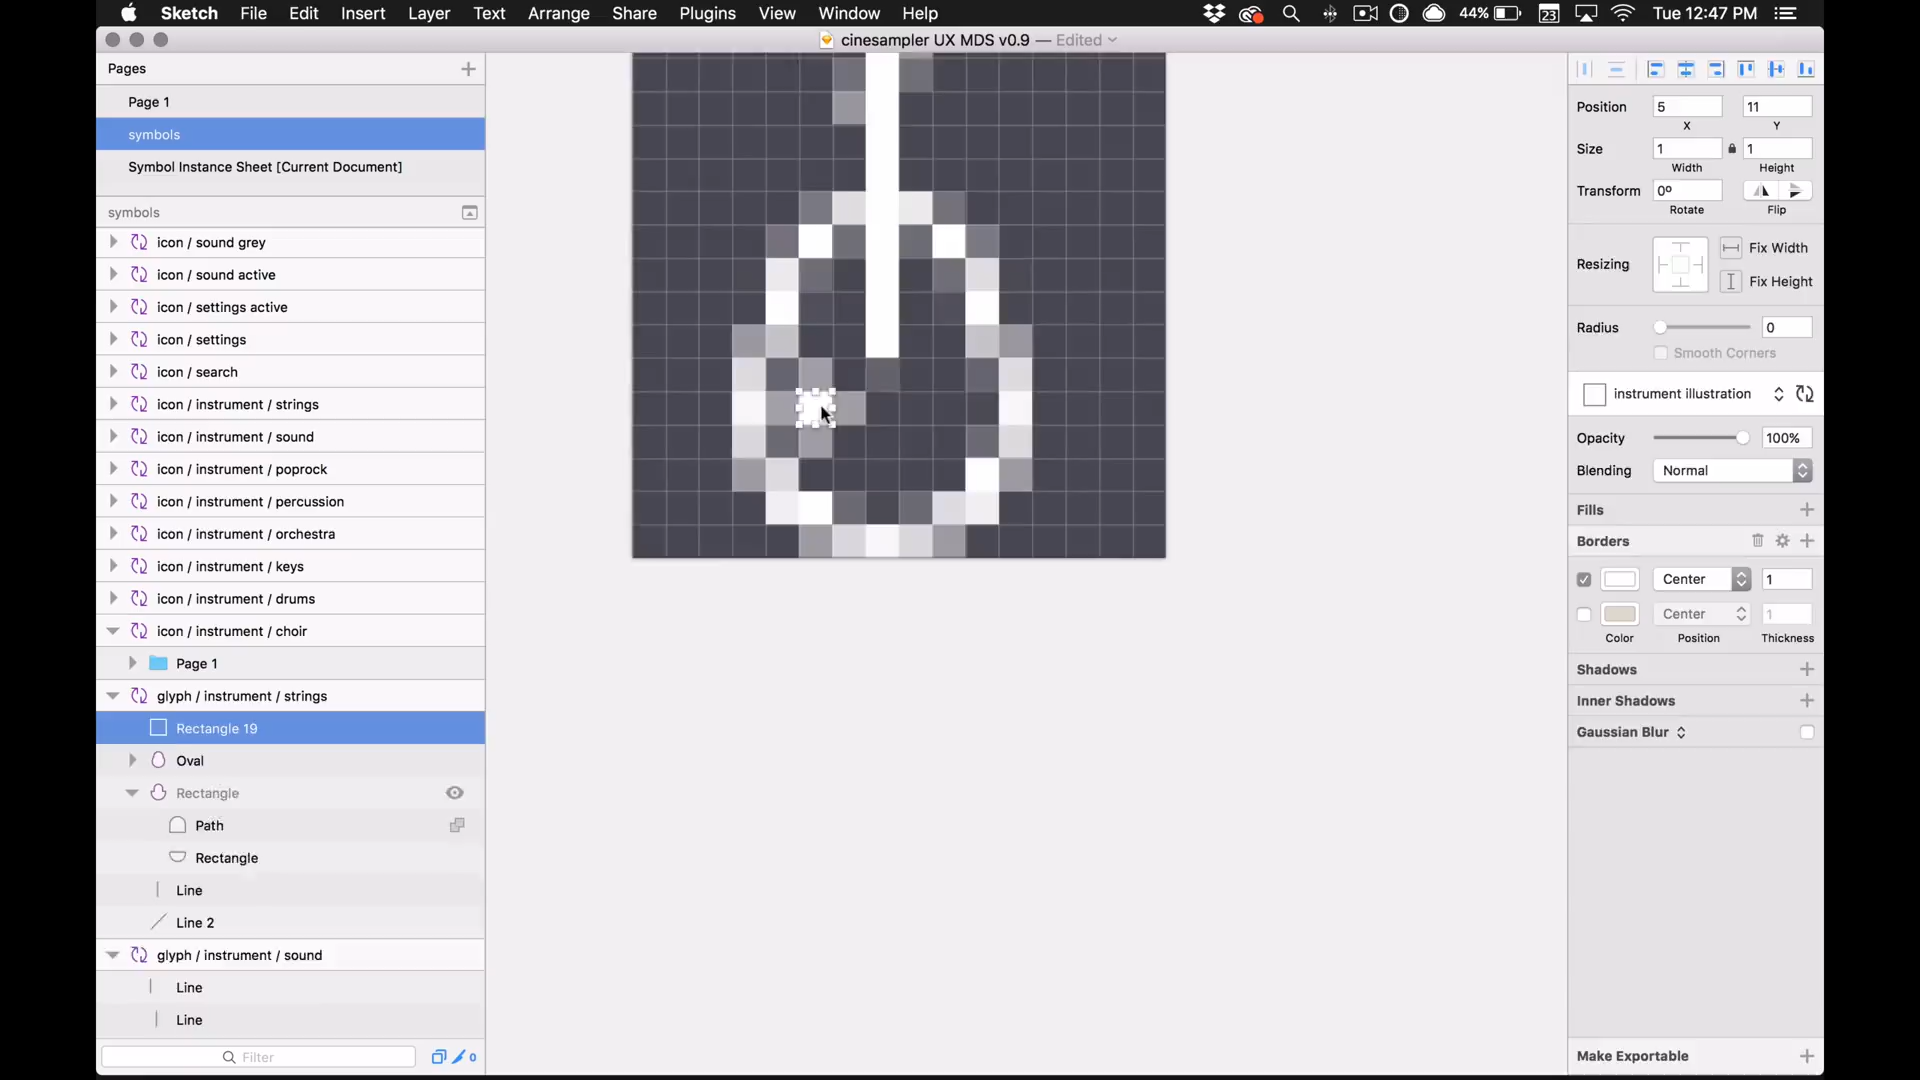 Sketch File Edit Insert Layer Text Arrange Share Plugins View Window Help 44% 23 Tue 12:47 PM
cinesampler UX MDS v0.9 — Edited
Pages
Page 1
symbols
Symbol Instance Sheet [Current Document]
symbols
icon / sound grey
icon / sound active
icon / settings active
icon / settings
icon / search
icon / instrument / strings
icon / instrument / sound
icon / instrument / poprock
icon / instrument / percussion
icon / instrument / orchestra
icon / instrument / keys
icon / instrument / drums
icon / instrument / choir
Page 1
glyph / instrument / strings
Rectangle 19
Oval
Rectangle
Path
Rectangle
Line
Line 2
glyph / instrument / sound
Line
Line
Filter 0
Position 5 11
X Y
Size 1 1
Width Height
Transform 0º
Rotate Flip
Resizing Fix Width
Fix Height
Radius 0
Smooth Corners
instrument illustration
Opacity 100%
Blending Normal
Fills
Borders
Center 1
Center 1
Color Position Thickness
Shadows
Inner Shadows
Gaussian Blur
Make Exportable